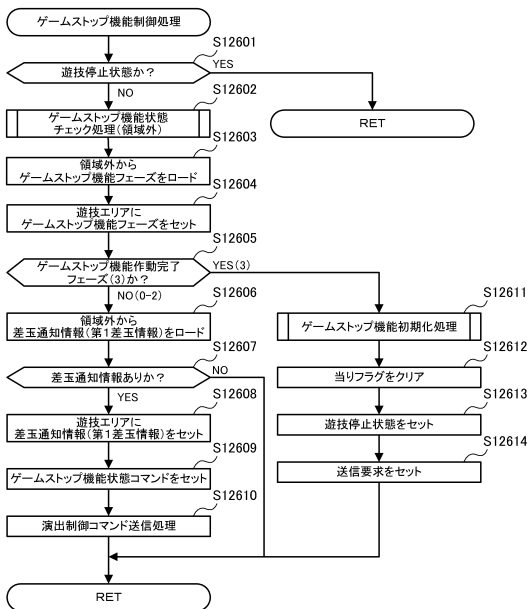 ゲームストップ機能制御処理
S12601
遊技停止状態か？
YES
NO
S12602
ゲームストップ機能状態
チェック処理(領域外)
RET
S12603
領域外から
ゲームストップ機能フェーズをロード
S12604
遊技エリアに
ゲームストップ機能フェーズをセット
S12605
ゲームストップ機能作動完了
フェーズ(3)か？
YES(3)
NO(0-2)
S12606
領域外から
差玉通知情報(第1差玉情報)をロード
S12607
差玉通知情報ありか？
NO
YES
S12608
遊技エリアに
差玉通知情報(第1差玉情報)をセット
S12609
ゲームストップ機能状態コマンドをセット
S12610
演出制御コマンド送信処理
S12611
ゲームストップ機能初期化処理
S12612
当りフラグをクリア
S12613
遊技停止状態をセット
S12614
送信要求をセット
RET